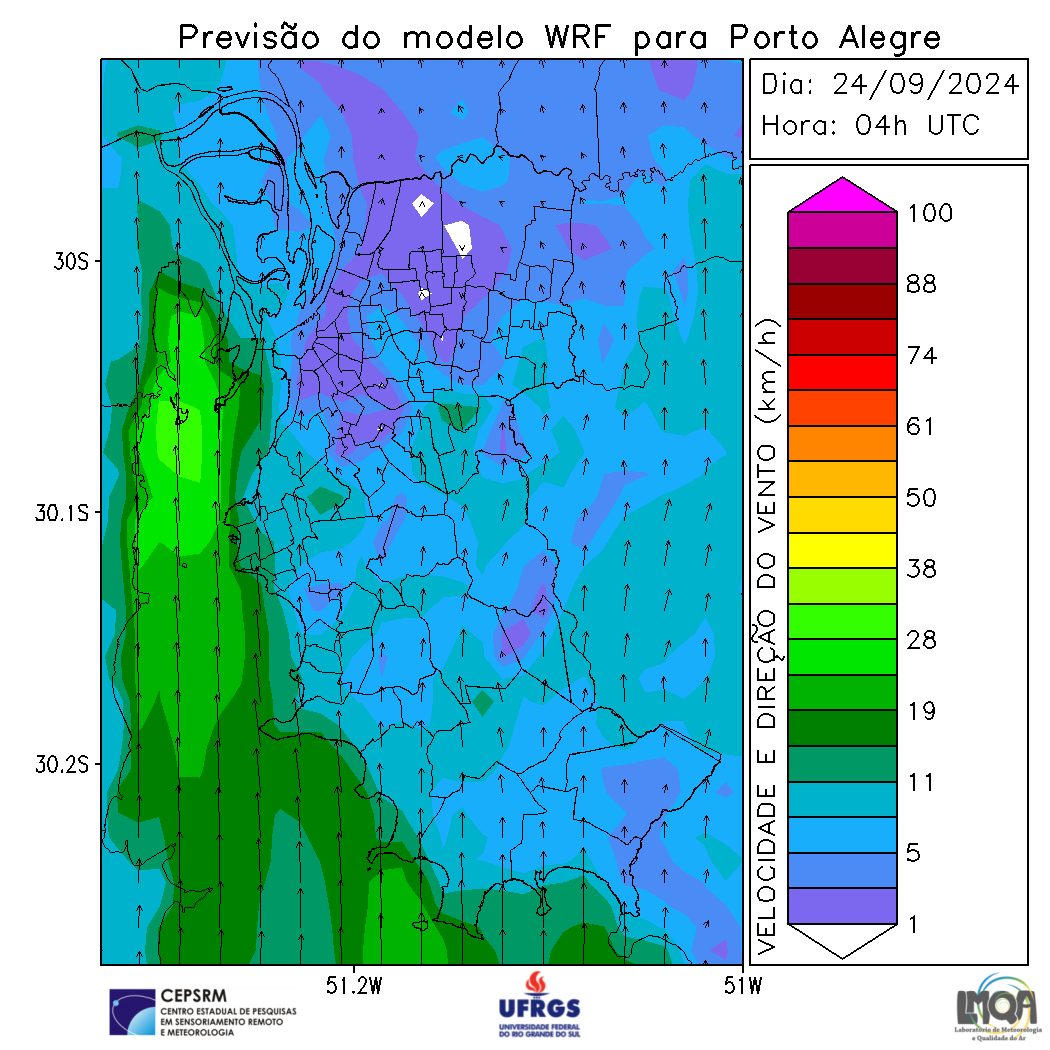 Previsão do modelo WRF para Porto Alegre
Dia: 24/09/2024
Hora: 04h UTC
30S
30.1S
30.2S
51.2W
51W
VELOCIDADE E DIREÇÃO DO VENTO (km/h)
100
88
74
61
50
38
28
19
11
5
1
CEPSRM
CENTRO ESTADUAL DE PESQUISAS
EM SENSORIAMENTO REMOTO
E METEOROLOGIA
UFRGS
UNIVERSIDADE FEDERAL
DO RIO GRANDE DO SUL
LMQA
Laboratório de Meteorologia
e Qualidade do Ar